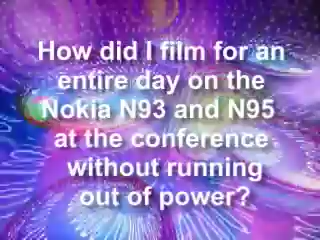 How did I film for an
entire day on the
Nokia N93 and N95
at the conference
without running
out of power?